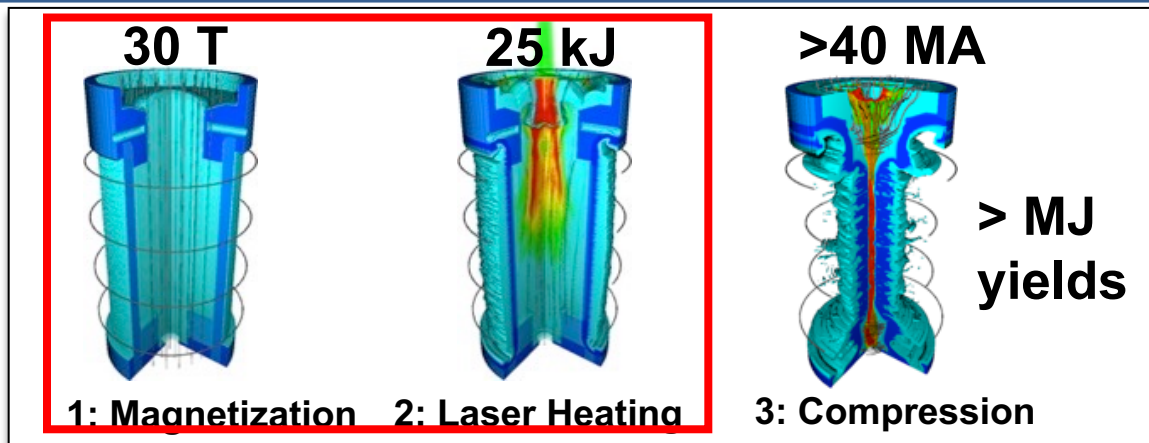 30 T
25 kJ
>40 MA
> MJ
yields
1: Magnetization
2: Laser Heating
3: Compression